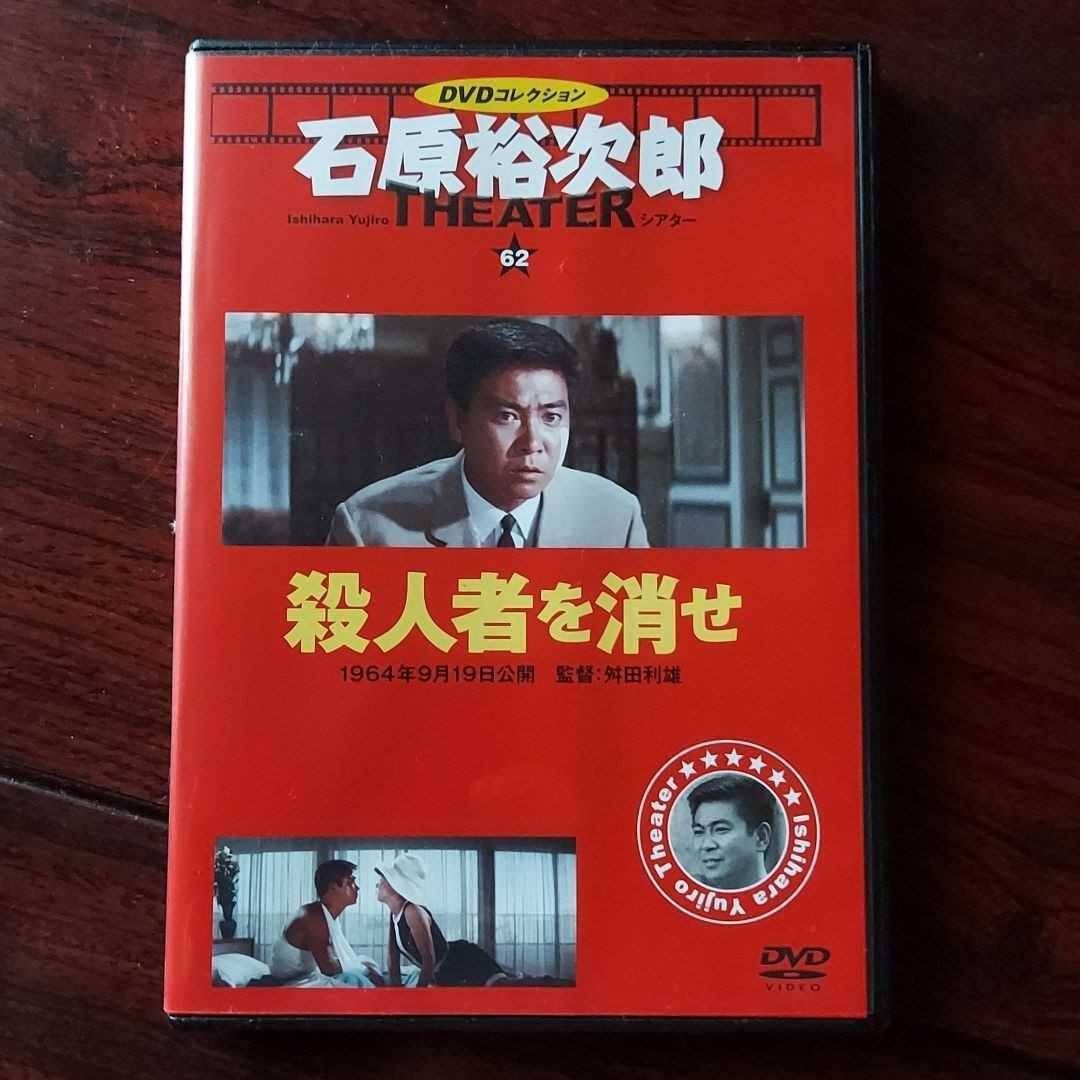 DVDコレクション
石原裕次郎
Ishihara Yujiro THEATER シアター
62
殺人者を消せ
1964年9月19日公開 監督:舛田利雄
Ishihara Yujiro Theater
DVD
VIDEO